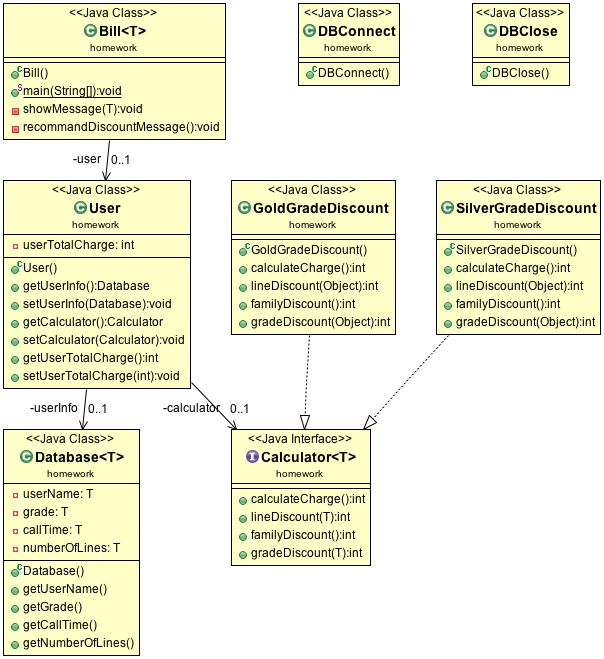 <<Java Class>>
Bill<T>
homework
Bill()
main(String[]):void
showMessage(T):void
recommandDiscountMessage():void
<<Java Class>>
DBConnect
homework
DBConnect()
<<Java Class>>
DBClose
homework
DBClose()
-user 0..1
<<Java Class>>
User
homework
userTotalCharge: int
User()
getUserInfo():Database
setUserInfo(Database):void
getCalculator():Calculator
setCalculator(Calculator):void
getUserTotalCharge():int
setUserTotalCharge(int):void
<<Java Class>>
GoldGradeDiscount
homework
GoldGradeDiscount()
calculateCharge():int
lineDiscount(Object):int
familyDiscount():int
gradeDiscount(Object):int
<<Java Class>>
SilverGradeDiscount
homework
SilverGradeDiscount()
calculateCharge():int
lineDiscount(Object):int
familyDiscount():int
gradeDiscount(Object):int
-userInfo 0..1
-calculator 0..1
<<Java Class>>
Database<T>
homework
userName: T
grade: T
callTime: T
numberOfLines: T
Database()
getUserName()
getGrade()
getCallTime()
getNumberOfLines()
<<Java Interface>>
Calculator<T>
homework
calculateCharge():int
lineDiscount(T):int
familyDiscount():int
gradeDiscount(T):int